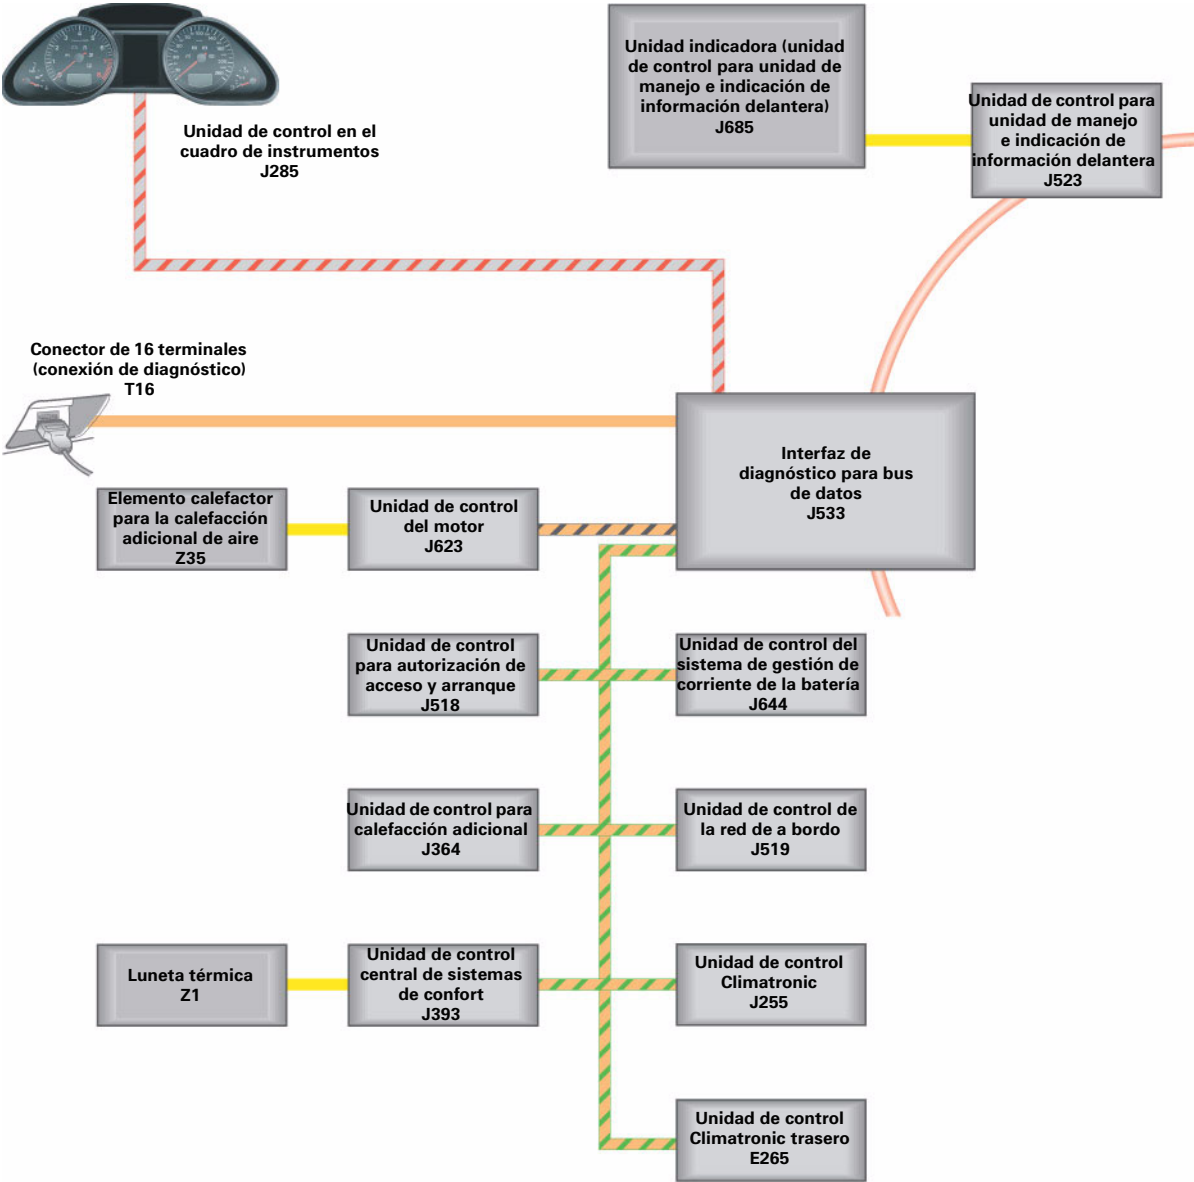 Unidad indicadora (unidad
de control para unidad de
manejo e indicación de
información delantera)
J685
Unidad de control para
unidad de manejo
e indicación de
información delantera
J523
Unidad de control en el
cuadro de instrumentos
J285
Conector de 16 terminales
(conexión de diagnóstico)
T16
Interfaz de
diagnóstico para bus
de datos
J533
Elemento calefactor
para la calefacción
adicional de aire
Z35
Unidad de control
del motor
J623
Unidad de control
para autorización de
acceso y arranque
J518
Unidad de control del
sistema de gestión de
corriente de la batería
J644
Unidad de control para
calefacción adicional
J364
Unidad de control de
la red de a bordo
J519
Luneta térmica
Z1
Unidad de control
central de sistemas
de confort
J393
Unidad de control
Climatronic
J255
Unidad de control
Climatronic trasero
E265